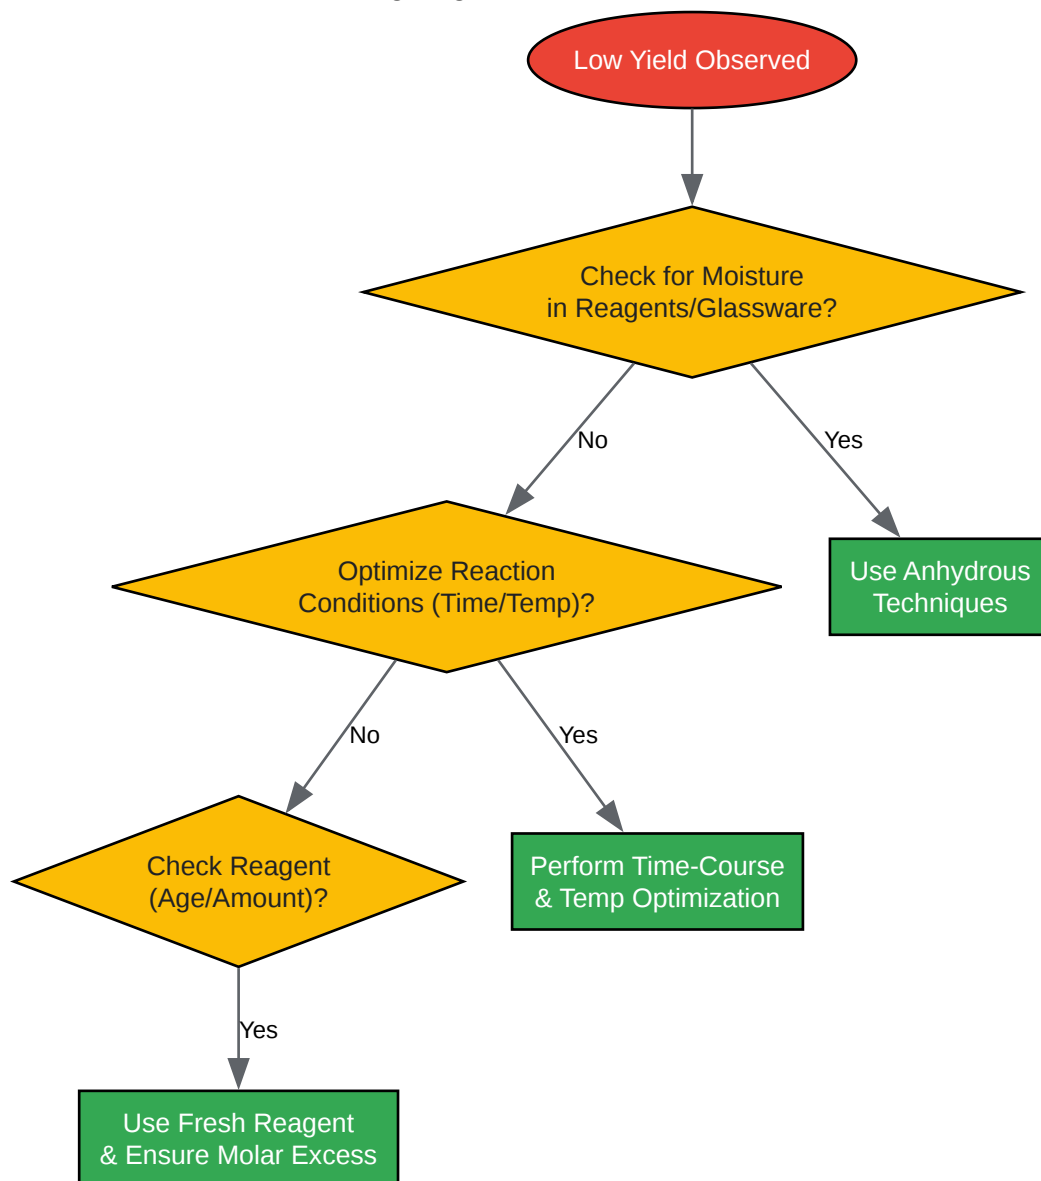 Low Yield Observed
Check for Moisture
in Reagents/Glassware?
No
Yes
Optimize Reaction
Conditions (Time/Temp)?
Use Anhydrous
Techniques
No
Yes
Check Reagent
(Age/Amount)?
Perform Time-Course
& Temp Optimization
Yes
Use Fresh Reagent
& Ensure Molar Excess